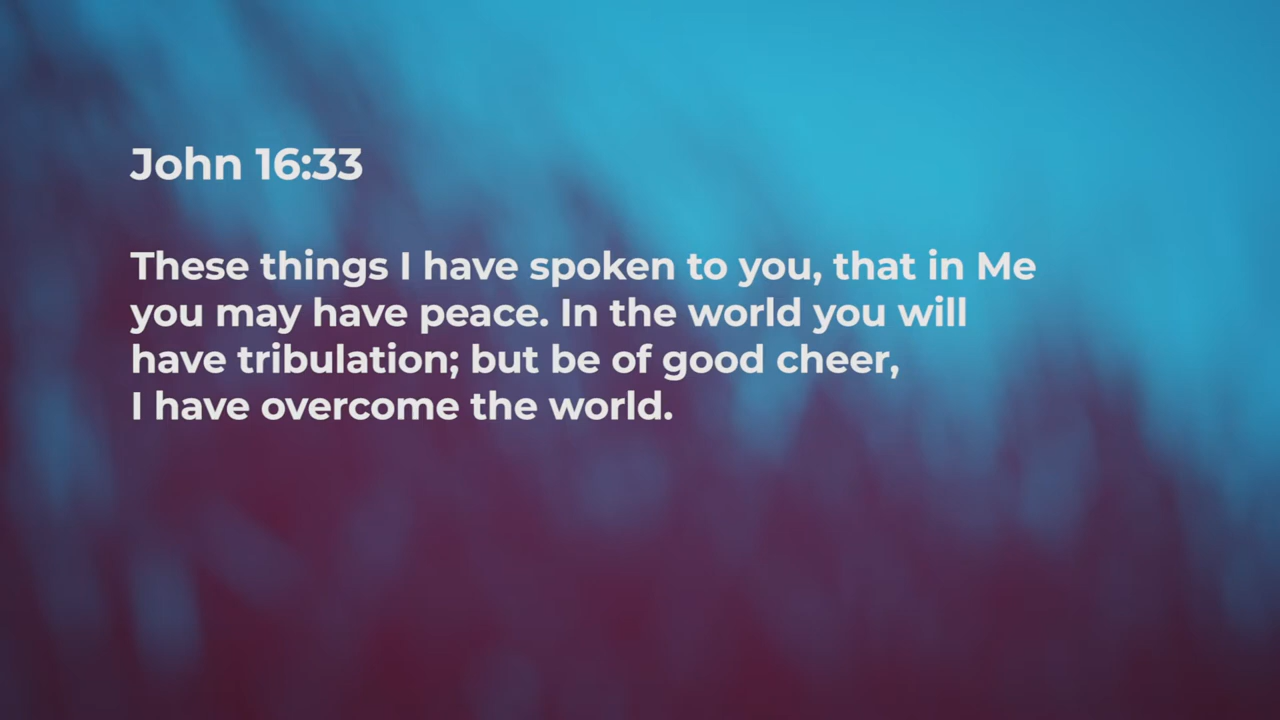 John 16:33
These things I have spoken to you, that in Me
you may have peace. In the world you will
have tribulation; but be of good cheer,
I have overcome the world.